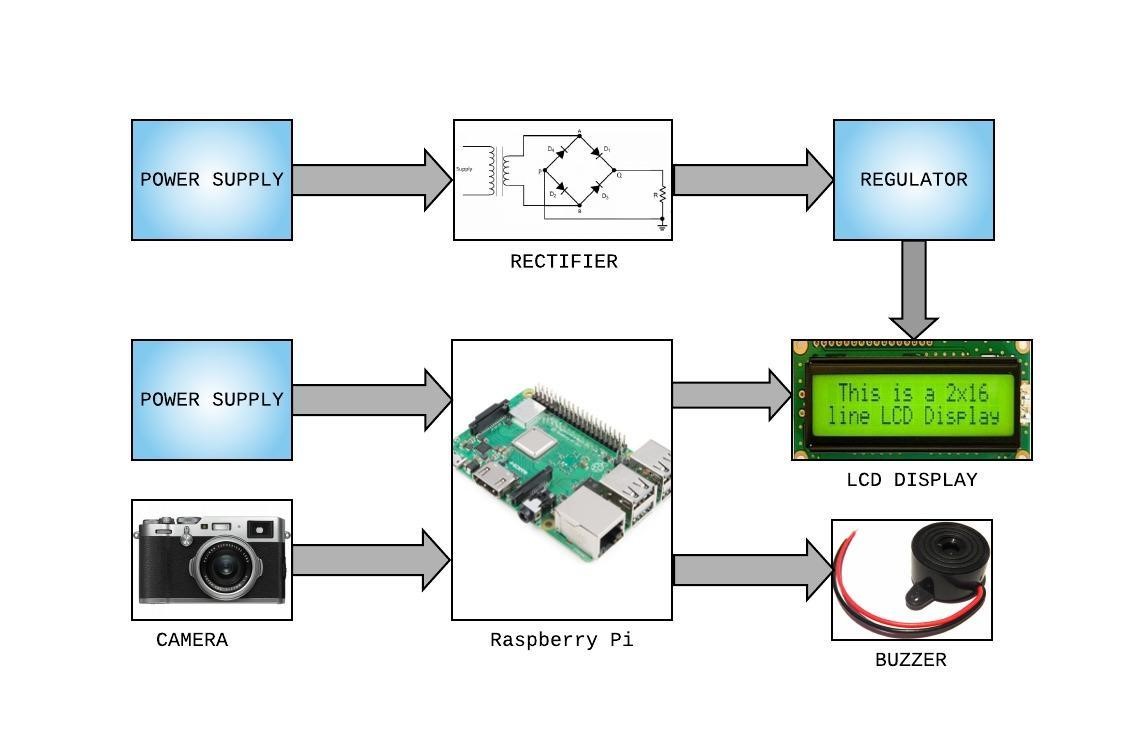 POWER SUPPLY
Supply
A
D4
D1
P
Q
D2
D3
B
R
RECTIFIER
REGULATOR
POWER SUPPLY
This is a 2x16
line LCD Display
LCD DISPLAY
CAMERA
Raspberry Pi
BUZZER